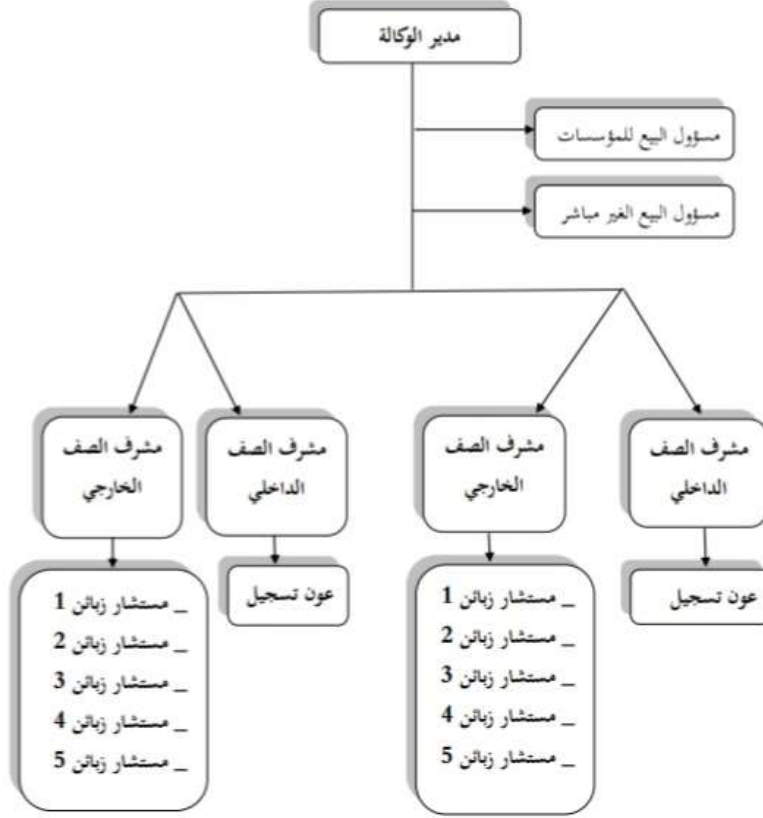 مدير الوكالة
مسؤول البيع للمؤسسات
مسؤول البيع الغير مباشر
مشرف الصف
الداخلي
مشرف الصف
الخارجي
مشرف الصف
الداخلي
مشرف الصف
الخارجي
عون تسجيل
_ مستشار زبائن 1
_ مستشار زبائن 2
_ مستشار زبائن 3
_ مستشار زبائن 4
_ مستشار زبائن 5
عون تسجيل
_ مستشار زبائن 1
_ مستشار زبائن 2
_ مستشار زبائن 3
_ مستشار زبائن 4
_ مستشار زبائن 5